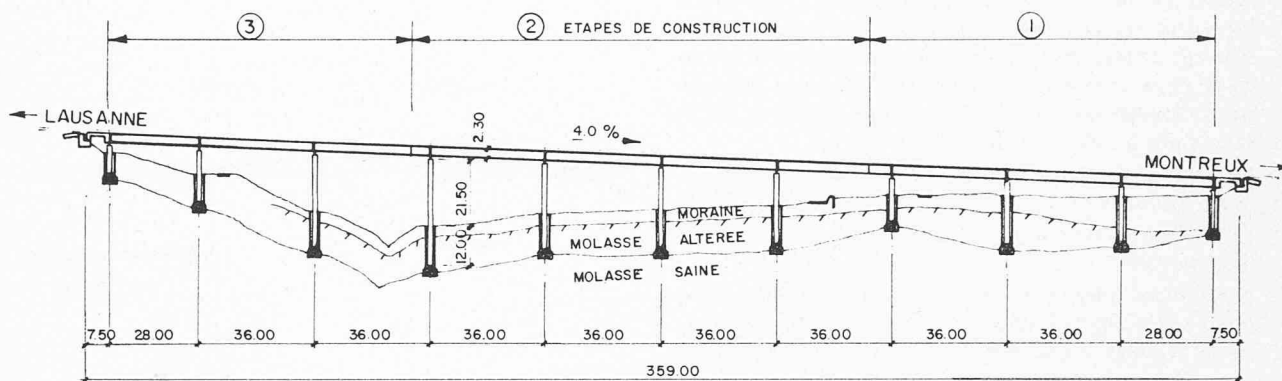 ③ ② ETAPES DE CONSTRUCTION ①
LAUSANNE
2.30
4.0 %
MONTREUX
21.50
12.00
MORAINE
MOLASSE ALTEREE
MOLASSE SAINE
7.50 28.00 36.00 36.00 36.00 36.00 36.00 36.00 36.00 36.00 28.00 750
359.00